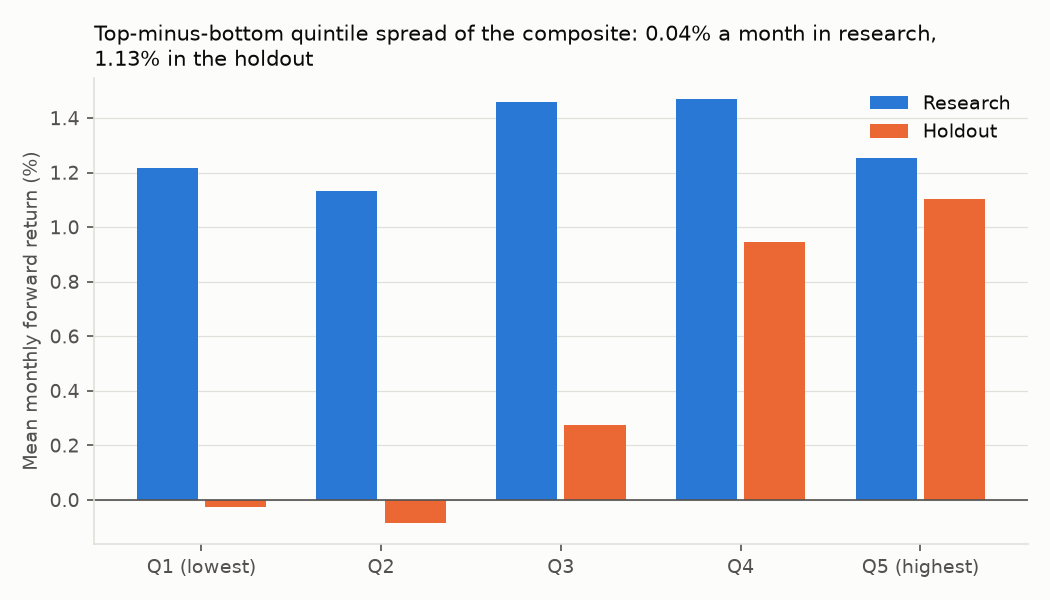 Top-minus-bottom quintile spread of the composite: 0.04% a month in research,
1.13% in the holdout
Research
Holdout
Mean monthly forward return (%)
1.4
1.2
1.0
0.8
0.6
0.4
0.2
0.0
Q1 (lowest)
Q2
Q3
Q4
Q5 (highest)